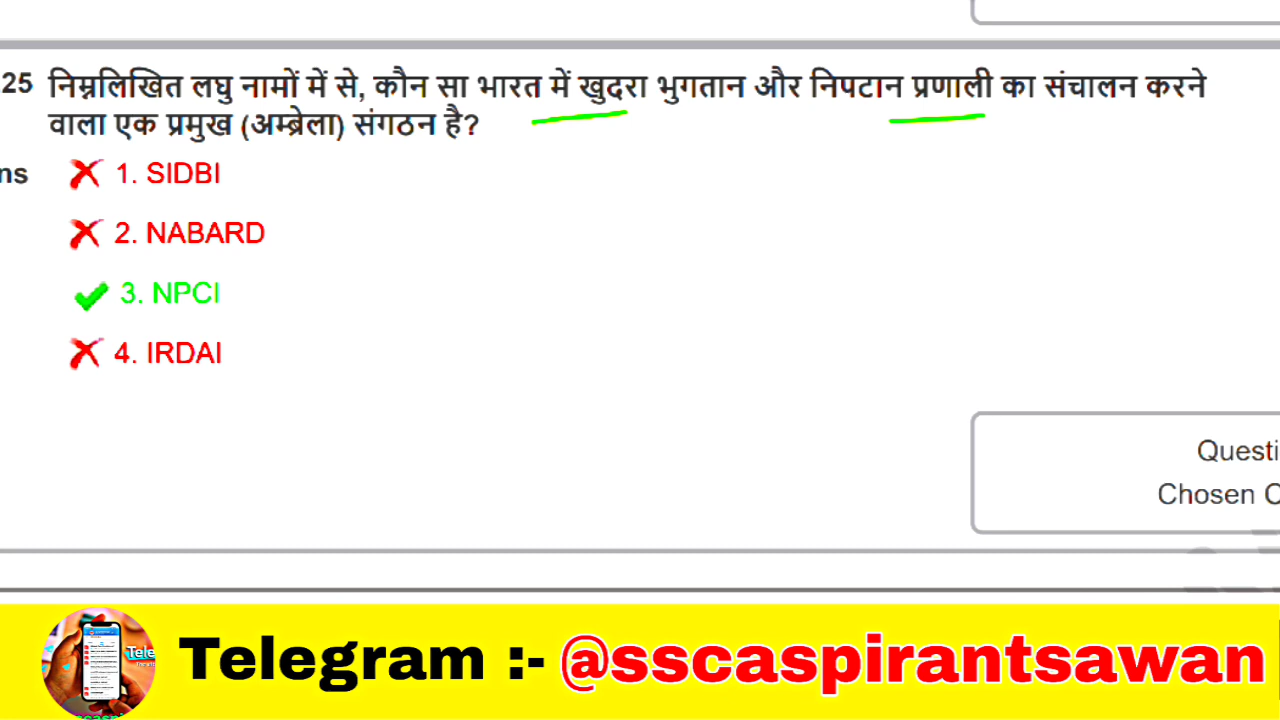 25 निम्नलिखित लघु नामों में से, कौन सा भारत में खुदरा भुगतान और निपटान प्रणाली का संचालन करने
वाला एक प्रमुख (अम्ब्रेला) संगठन है?
ns
1. SIDBI
2. NABARD
3. NPCI
4. IRDAI
Questi
Chosen
Telegram :- @sscaspirantsawan
Tele